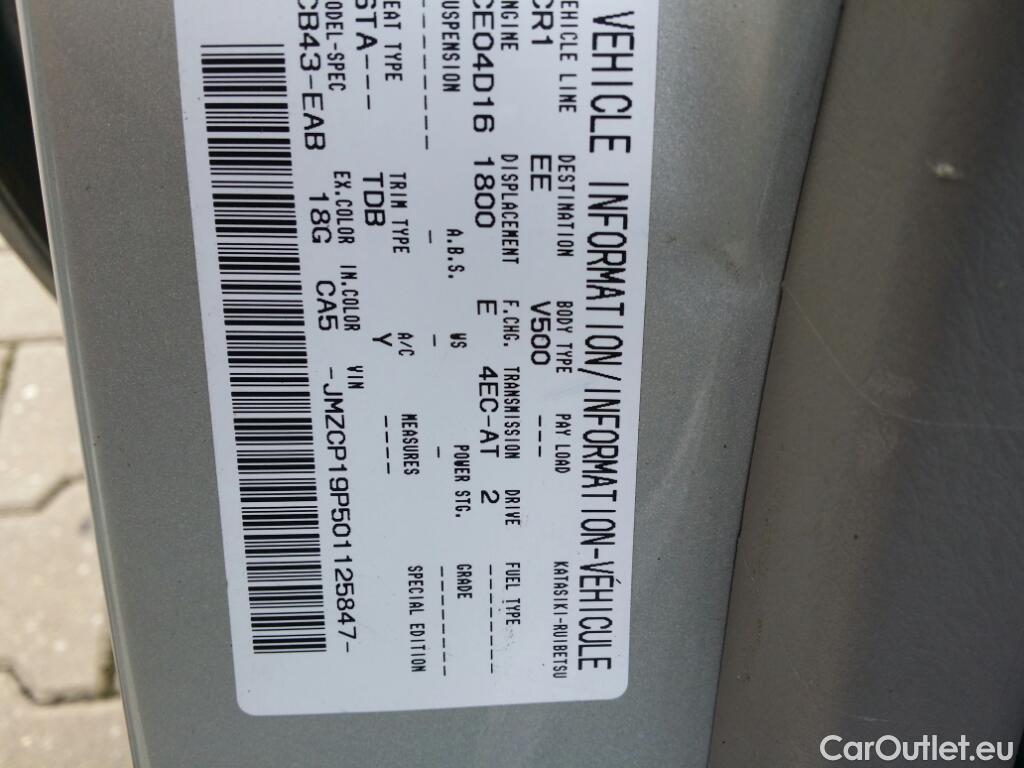 VEHICLE INFORMATION/INFORMATION-VÉHICULE
VEHICLE LINE DESTINATION BODY TYPE PAY LOAD KATASIKI-RUIBETSU
CR1 EE V500 ---
ENGINE DISPLACEMENT F.CHG. TRANSMISSION DRIVE FUEL TYPE
CE04D16 1800 E 4EC-AT 2 ------
SUSPENSION A.B.S. WS POWER STG. GRADE
------ - - - ------
SEAT TYPE TRIM TYPE A/C MEASURES SPECIAL EDITION
STA--- TDB Y ----
MODEL-SPEC EX.COLOR IN.COLOR VIN
CB43-EAB 18G CA5 -JMZCP19P501125847-
CarOutlet.eu